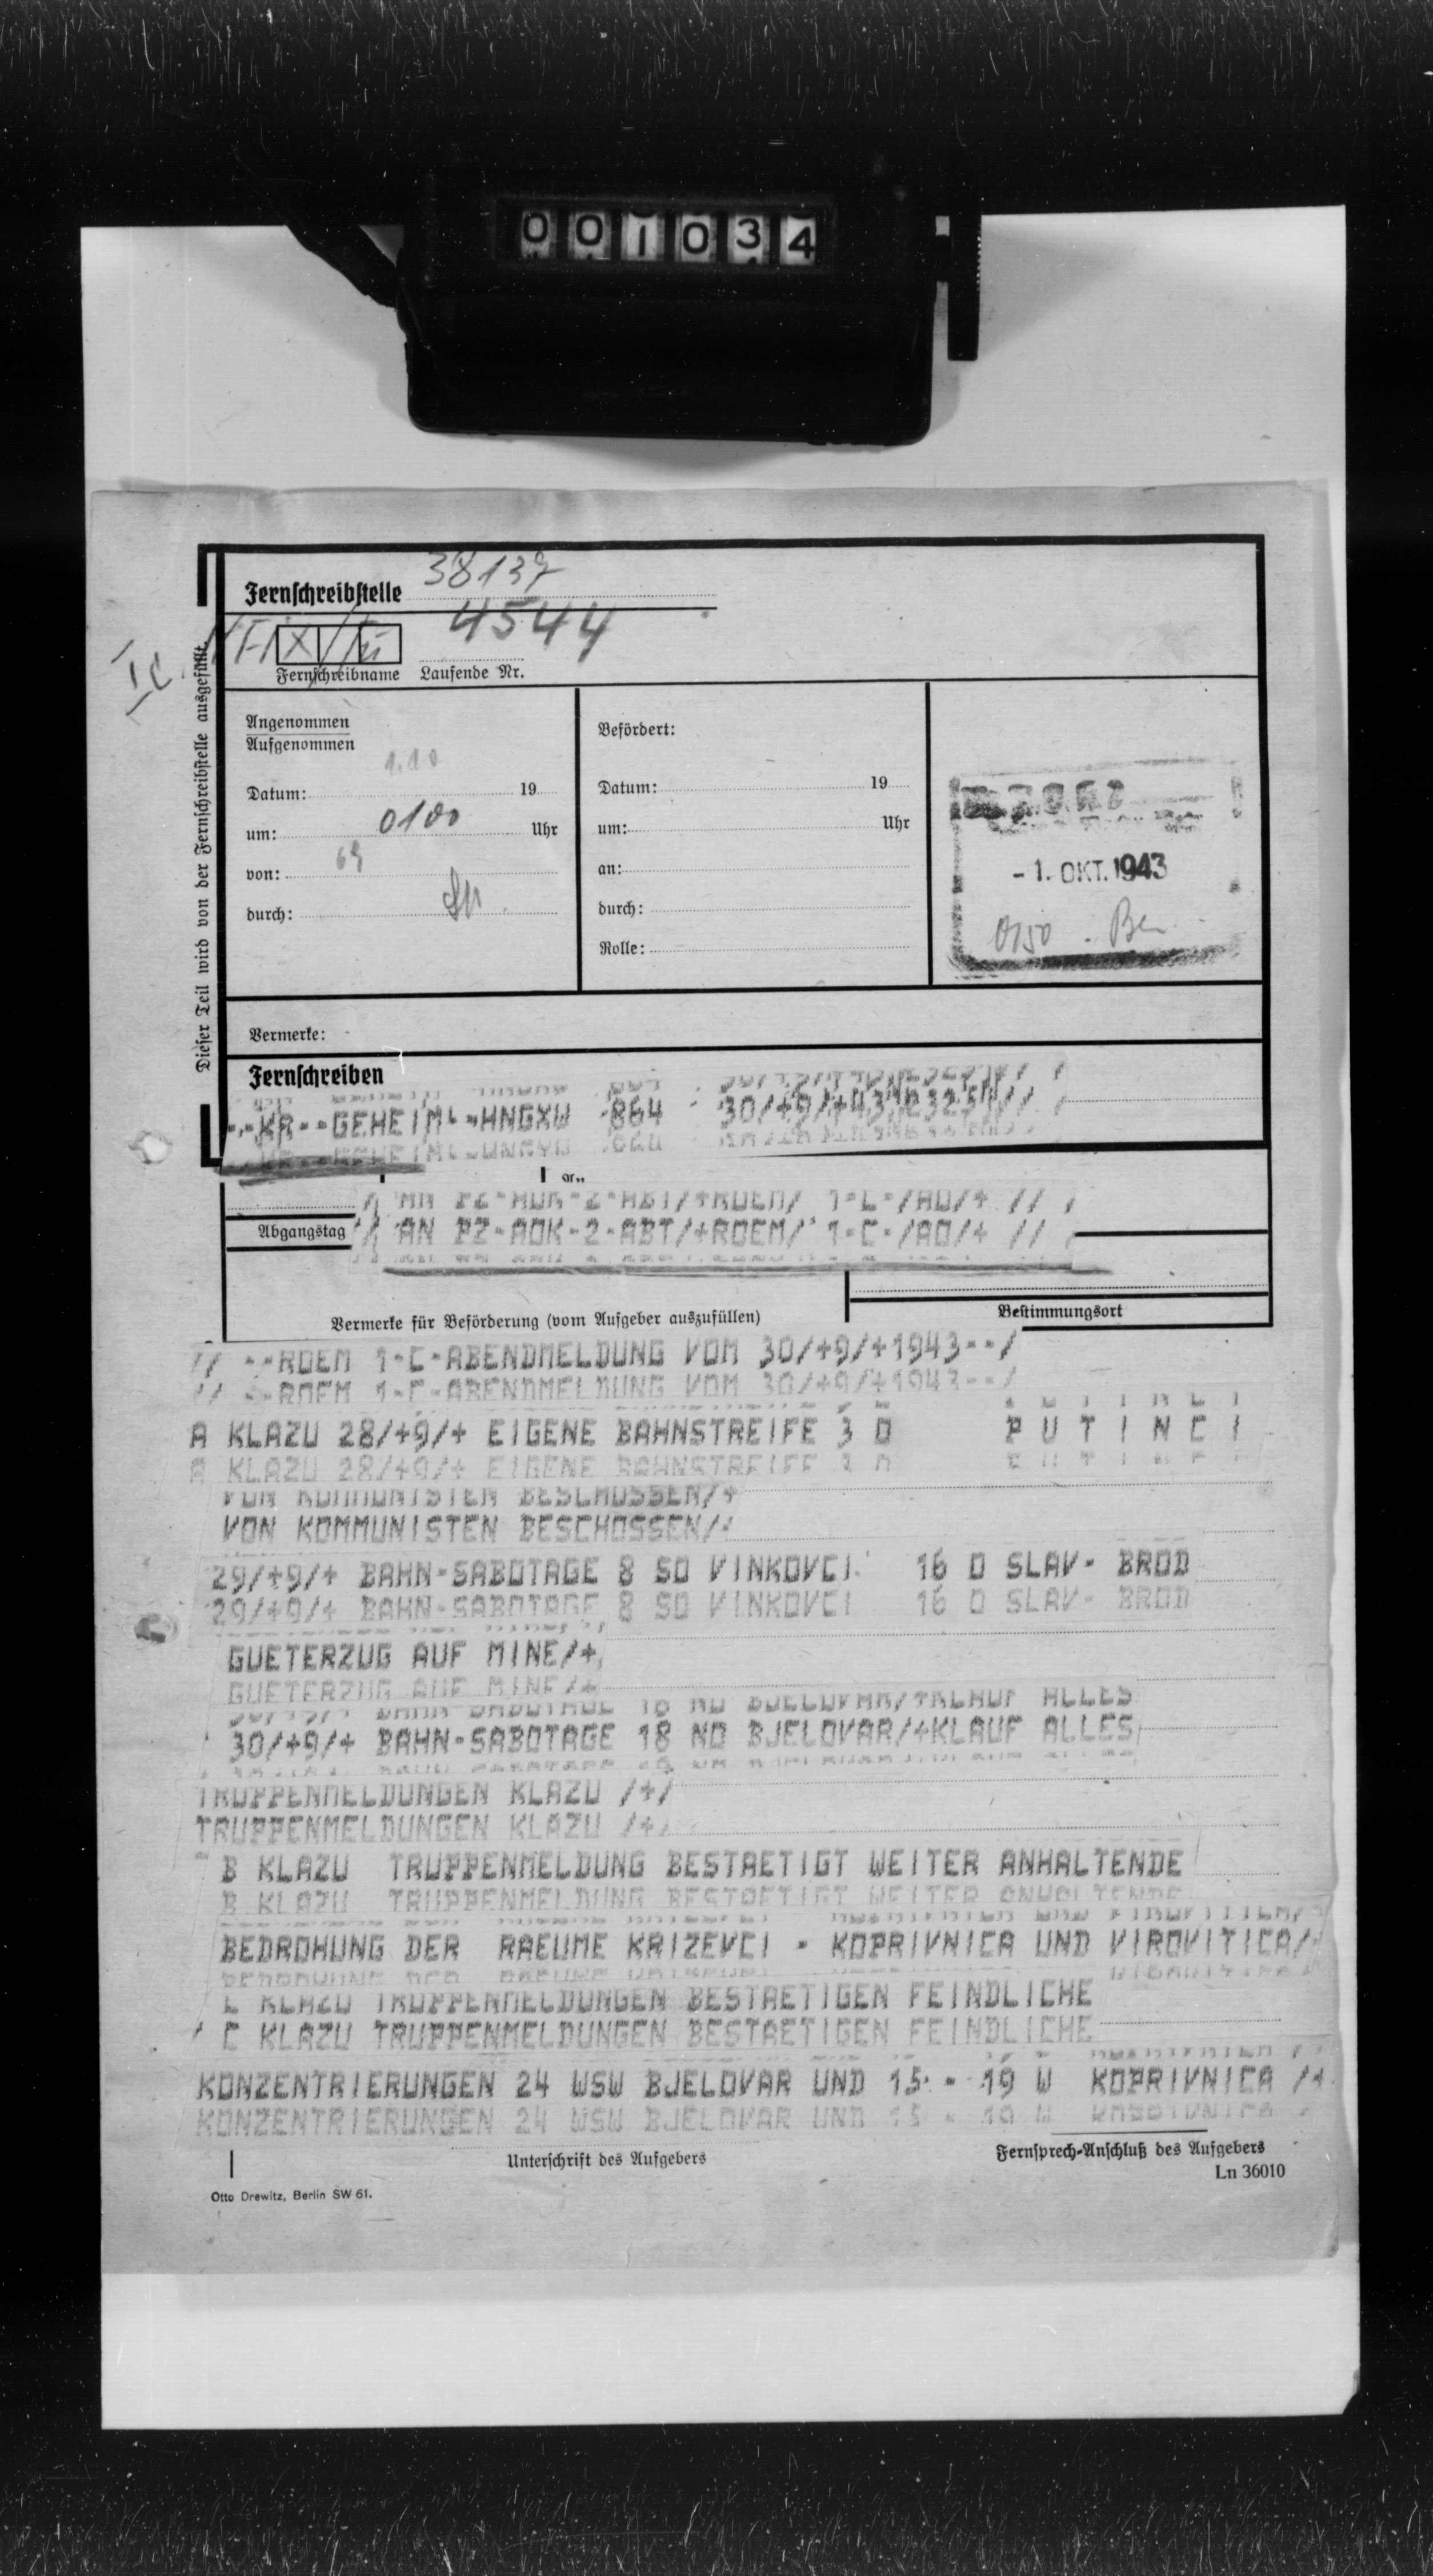 001034
Fernschreibstelle 38137
4544
Fernschreibname Laufende Nr.
I c
Dieser Teil wird von der Fernschreibstelle ausgefüllt.
Angenommen
Aufgenommen
Datum: 1.10 19
um: 0100 Uhr
von:
durch:
Befördert:
Datum: 19
um: Uhr
an:
durch:
Rolle:
- 1. OKT. 1943
0150
Vermerke:
Fernschreiben
--KR--GEHEIM--HNGXW 864 30/+9/+43
Abgangstag // AN PZ-AOK-2-ABT/+ROEM/ 1-C-/AO/+ //
Vermerke für Beförderung (vom Aufgeber auszufüllen)
Bestimmungsort
// --ROEM 1-C-ABENDMELDUNG VOM 30/+9/+1943--/
A KLAZU 28/+9/+ EIGENE BAHNSTREIFE 3 O P U T I N C I
VON KOMMUNISTEN BESCHOSSEN/+
29/+9/+ BAHN-SABOTAGE 8 SO VINKOVCI 16 O SLAV- BROD
GUETERZUG AUF MINE/+
30/+9/+ BAHN-SABOTAGE 18 NO BJELOVAR/+KLAUF ALLES
TRUPPENMELDUNGEN KLAZU /+/
B KLAZU TRUPPENMELDUNG BESTAETIGT WEITER ANHALTENDE
BEDROHUNG DER RAEUME KRIZEVCI - KOPRIVNICA UND VIROVITICA/+
C KLAZU TRUPPENMELDUNGEN BESTAETIGEN FEINDLICHE
KONZENTRIERUNGEN 24 WSW BJELOVAR UND 15 - 19 W KOPRIVNICA /+
Unterschrift des Aufgebers
Fernsprech-Anschluß des Aufgebers
Ln 36010
Otto Drewitz, Berlin SW 61.